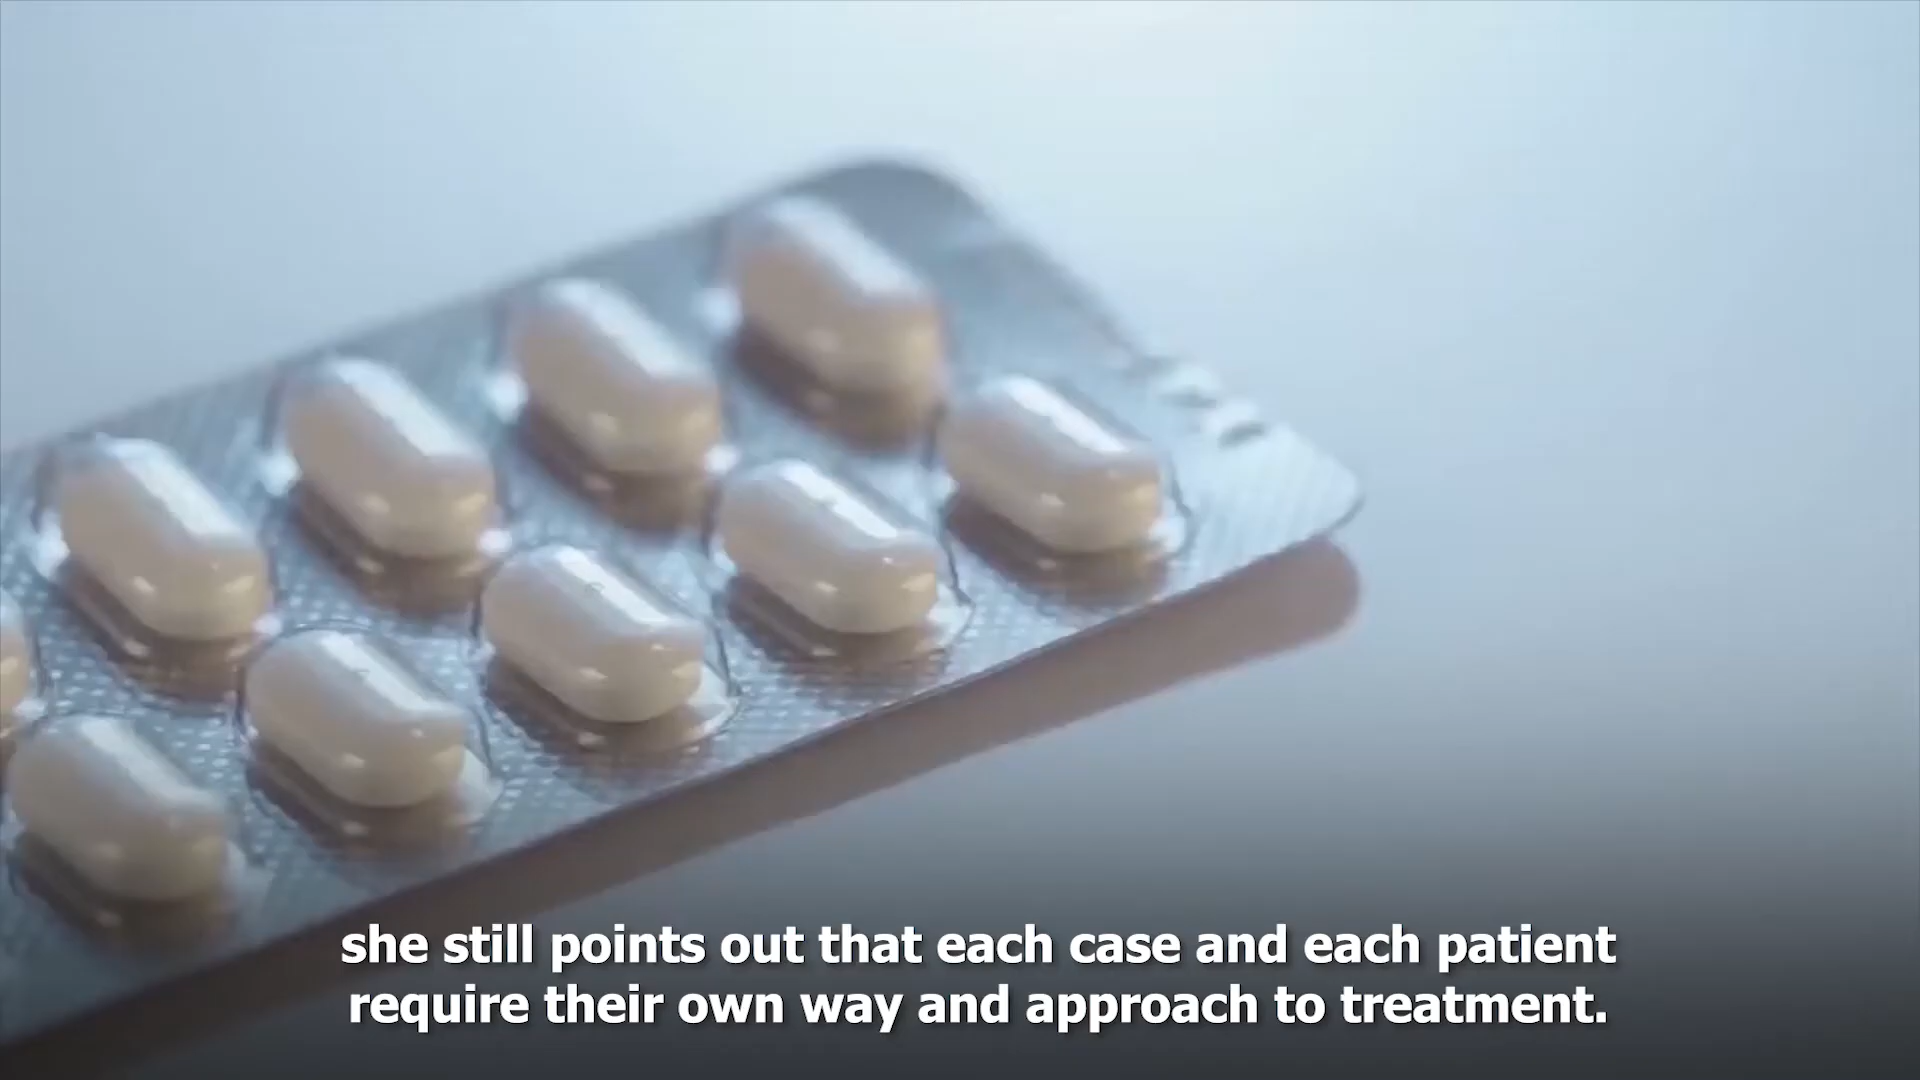 she still points out that each case and each patient
require their own way and approach to treatment.